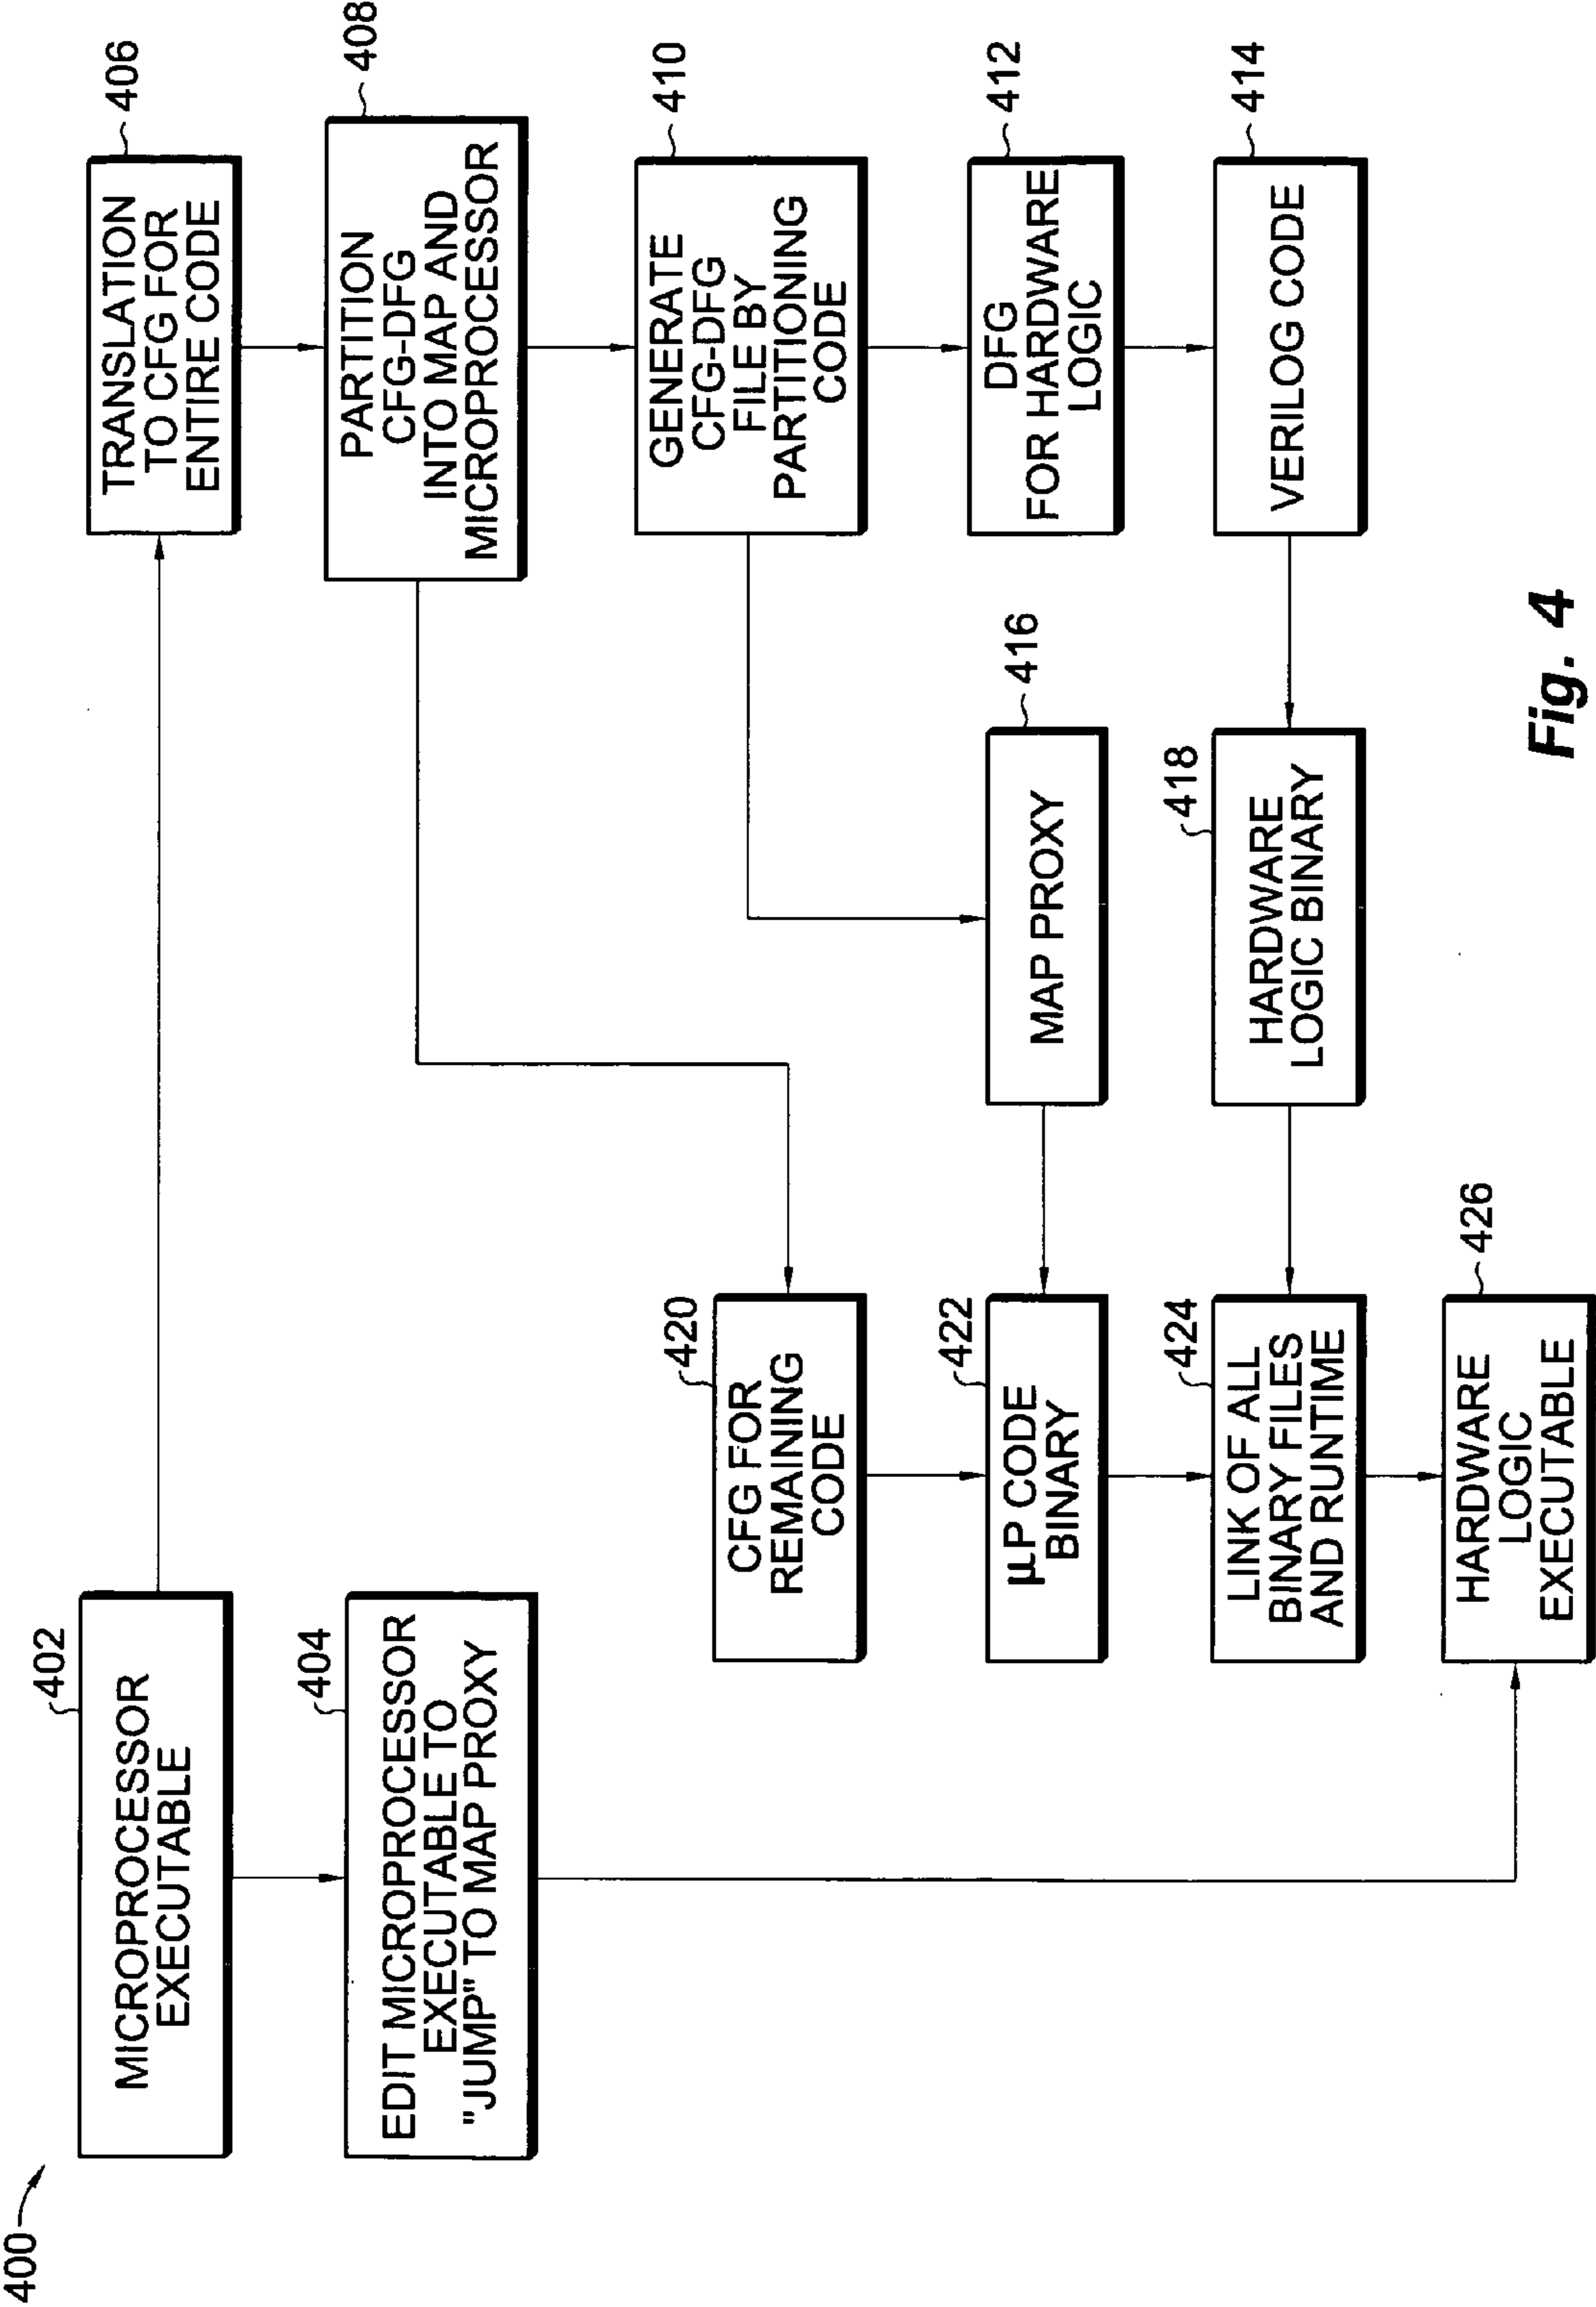 400
402
MICROPROCESSOR
EXECUTABLE
404
EDIT MICROPROCESSOR
EXECUTABLE TO
"JUMP" TO MAP PROXY
406
TRANSLATION
TO CFG FOR
ENTIRE CODE
408
PARTITION
CFG-DFG
INTO MAP AND
MICROPROCESSOR
410
GENERATE
CFG-DFG
FILE BY
PARTITIONING
CODE
412
DFG
FOR HARDWARE
LOGIC
414
VERILOG CODE
416
MAP PROXY
418
HARDWARE
LOGIC BINARY
420
CFG FOR
REMAINING
CODE
422
µP CODE
BINARY
424
LINK OF ALL
BINARY FILES
AND RUNTIME
426
HARDWARE
LOGIC
EXECUTABLE
Fig. 4